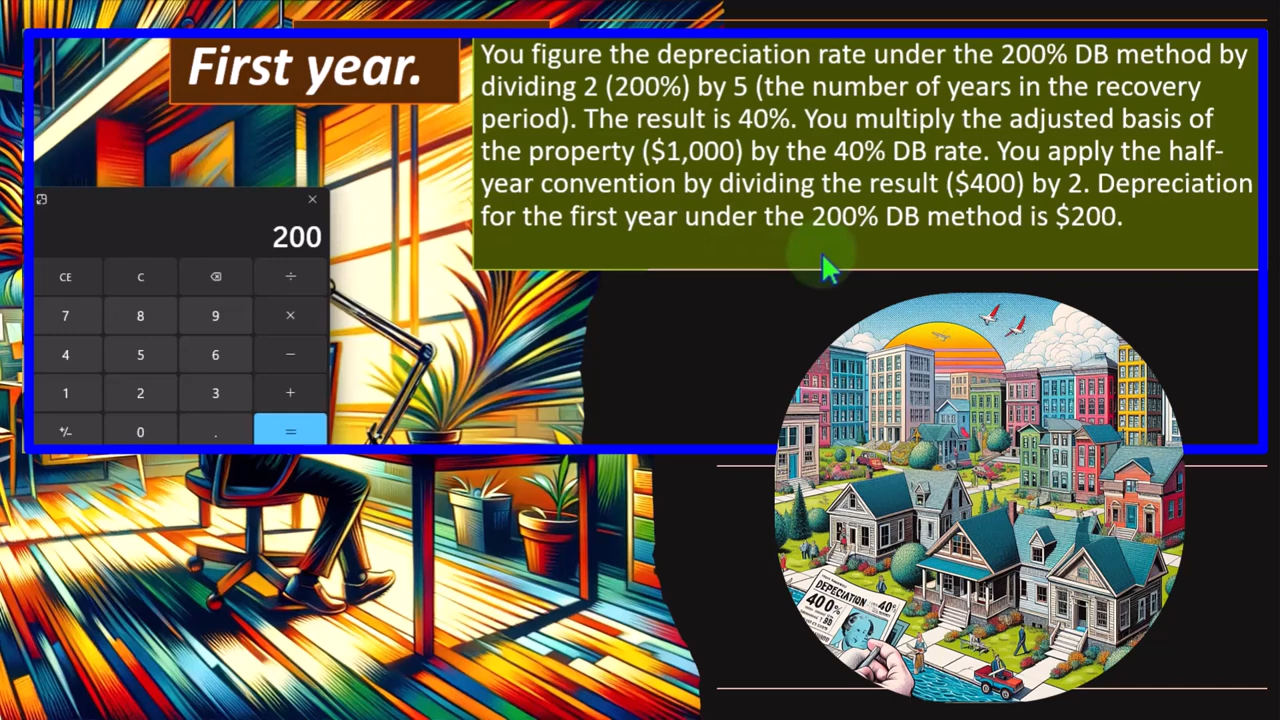 First year.
You figure the depreciation rate under the 200% DB method by
dividing 2 (200%) by 5 (the number of years in the recovery
period). The result is 40%. You multiply the adjusted basis of
the property ($1,000) by the 40% DB rate. You apply the half-
year convention by dividing the result ($400) by 2. Depreciation
for the first year under the 200% DB method is $200.
200
CE C ÷
7 8 9 ×
4 5 6 −
1 2 3 +
+/− 0 . =
DEPRECIATION
400%
40%